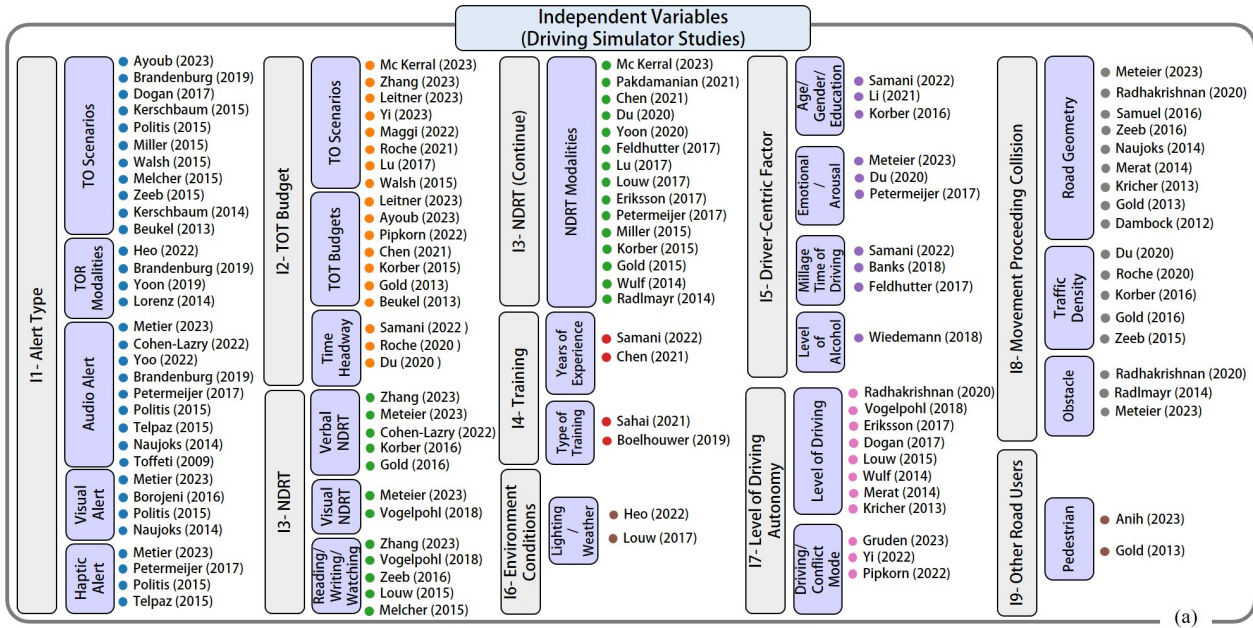 Independent Variables
(Driving Simulator Studies)
I1- Alert Type
TO Scenarios
Ayoub (2023)
Brandenburg (2019)
Dogan (2017)
Kerschbaum (2015)
Politis (2015)
Miller (2015)
Walsh (2015)
Melcher (2015)
Zeeb (2015)
Kerschbaum (2014)
Beukel (2013)
TOR
Modalities
Heo (2022)
Brandenburg (2019)
Yoon (2019)
Lorenz (2014)
Audio Alert
Metier (2023)
Cohen-Lazry (2022)
Yoo (2022)
Brandenburg (2019)
Petermeijer (2017)
Politis (2015)
Telpaz (2015)
Naujoks (2014)
Toffeti (2009)
Visual
Alert
Metier (2023)
Borojeni (2016)
Politis (2015)
Naujoks (2014)
Haptic Alert
Metier (2023)
Petermeijer (2017)
Politis (2015)
Telpaz (2015)
I2- TOT Budget
TO Scenarios
Mc Kerral (2023)
Zhang (2023)
Leitner (2023)
Yi (2023)
Maggi (2022)
Roche (2021)
Lu (2017)
Walsh (2015)
TOT Budgets
Leitner (2023)
Ayoub (2023)
Pipkorn (2022)
Chen (2021)
Korber (2015)
Gold (2013)
Beukel (2013)
Time
Headway
Samani (2022 )
Roche (2020 )
Du (2020 )
I3- NDRT
Verbal
NDRT
Zhang (2023)
Meteier (2023)
Cohen-Lazry (2022)
Korber (2016)
Gold (2016)
Visual
NDRT
Meteier (2023)
Vogelpohl (2018)
Reading/
Writing/
Watching
Zhang (2023)
Vogelpohl (2018)
Zeeb (2016)
Louw (2015)
Melcher (2015)
I3- NDRT (Continue)
NDRT Modalities
Mc Kerral (2023)
Pakdamanian (2021)
Chen (2021)
Du (2020)
Yoon (2020)
Feldhutter (2017)
Lu (2017)
Louw (2017)
Eriksson (2017)
Petermeijer (2017)
Miller (2015)
Korber (2015)
Gold (2015)
Wulf (2014)
Radlmayr (2014)
I4- Training
Years of
Experience
Samani (2022)
Chen (2021)
Type of
Training
Sahai (2021)
Boelhouwer (2019)
I6- Environment
Conditions
Lighting/
Weather
Heo (2022)
Louw (2017)
I5- Driver-Centric Factor
Age/
Gender/
Education
Samani (2022)
Li (2021)
Korber (2016)
Emotional
/
Arousal
Meteier (2023)
Du (2020)
Petermeijer (2017)
Millage
Time of
Driving
Samani (2022)
Banks (2018)
Feldhutter (2017)
Level of
Alcohol
Wiedemann (2018)
I7-Level of Driving
Autonomy
Level of Driving
Radhakrishnan (2020)
Vogelpohl (2018)
Eriksson (2017)
Dogan (2017)
Louw (2015)
Wulf (2014)
Merat (2014)
Kricher (2013)
Driving/
Conflict
Mode
Gruden (2023)
Yi (2022)
Pipkorn (2022)
I8- Movement Proceeding Collision
Road Geometry
Meteier (2023)
Radhakrishnan (2020)
Samuel (2016)
Zeeb (2016)
Naujoks (2014)
Merat (2014)
Kricher (2013)
Gold (2013)
Dambock (2012)
Traffic
Density
Du (2020)
Roche (2020)
Korber (2016)
Gold (2016)
Zeeb (2015)
Obstacle
Radhakrishnan (2020)
Radlmayr (2014)
Meteier (2023)
I9- Other Road Users
Pedestrian
Anih (2023)
Gold (2013)
(a)